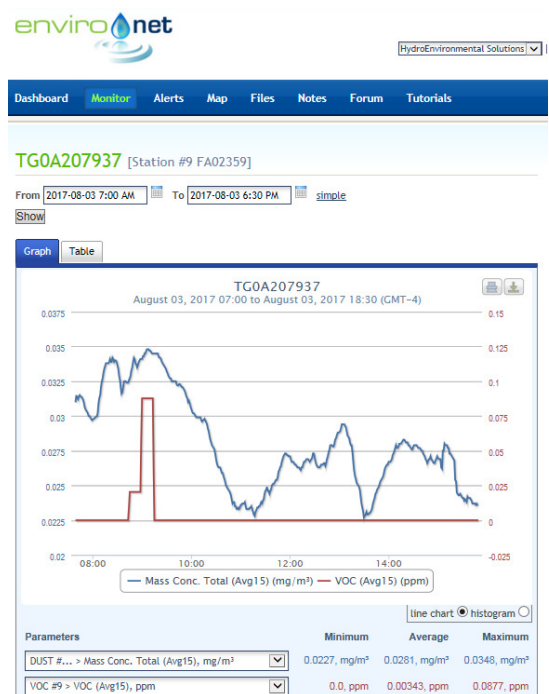 enviro net
HydroEnvironmental Solutions
Dashboard Monitor Alerts Map Files Notes Forum Tutorials
TG0A207937 [Station #9 FA02359]
From 2017-08-03 7:00 AM To 2017-08-03 6:30 PM simple
Show
Graph Table
TG0A207937
August 03, 2017 07:00 to August 03, 2017 18:30 (GMT-4)
0.0375 0.15
0.035 0.125
0.0325 0.1
0.03 0.075
0.0275 0.05
0.025 0.025
0.0225 0
0.02 -0.025
08:00 10:00 12:00 14:00
Mass Conc. Total (Avg15) (mg/m³) VOC (Avg15) (ppm)
line chart histogram
Parameters Minimum Average Maximum
DUST #... > Mass Conc. Total (Avg15), mg/m³ 0.0227, mg/m³ 0.0281, mg/m³ 0.0348, mg/m³
VOC #9 > VOC (Avg15), ppm 0.0, ppm 0.00343, ppm 0.0877, ppm